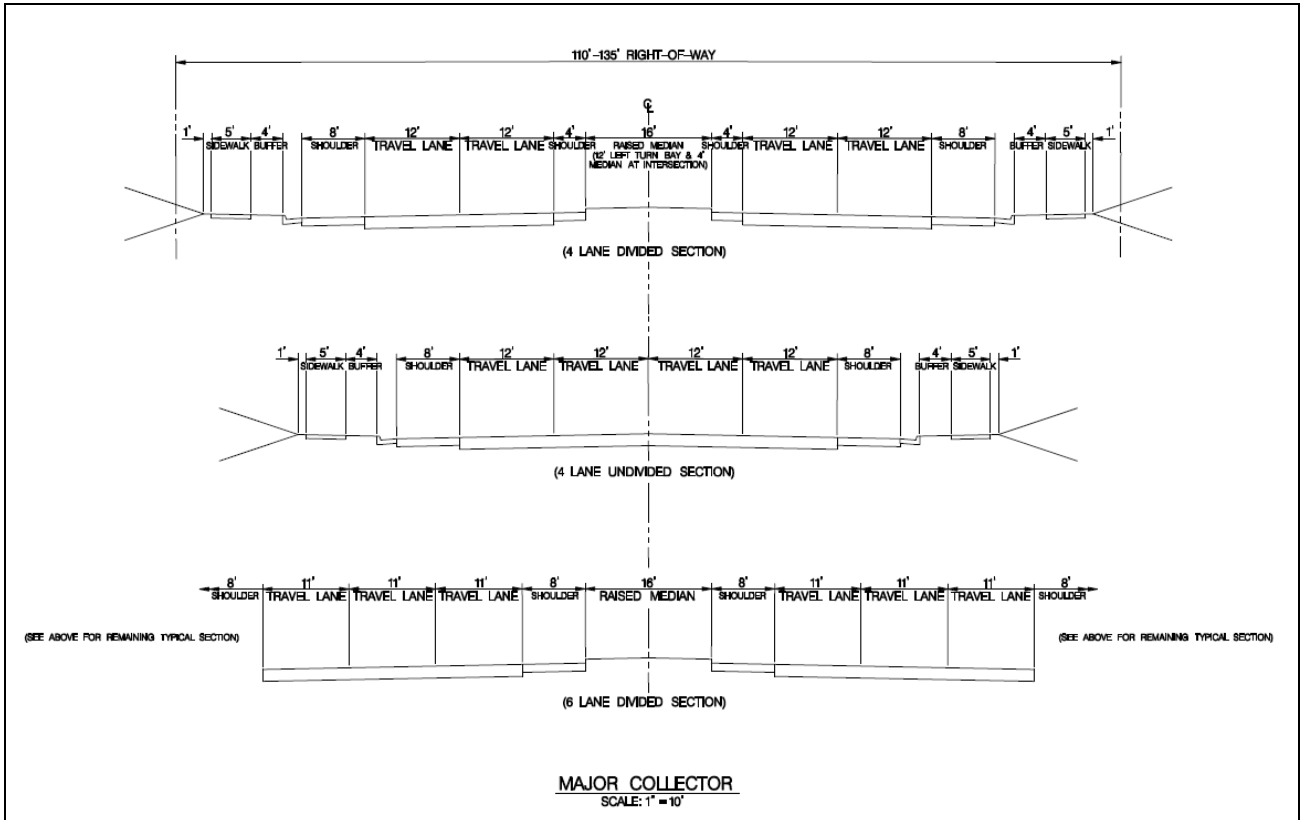 110'-135' RIGHT-OF-WAY
℄
1' 5' 4' 8' 12' 12' 4' 16' 4' 12' 12' 8' 4' 5' 1'
SIDEWALK BUFFER SHOULDER TRAVEL LANE TRAVEL LANE SHOULDER RAISED MEDIAN SHOULDER TRAVEL LANE TRAVEL LANE SHOULDER BUFFER SIDEWALK
(12' LEFT TURN BAY & 4'
MEDIAN AT INTERSECTION)
(4 LANE DIVIDED SECTION)
1' 5' 4' 8' 12' 12' 12' 12' 8' 4' 5' 1'
SIDEWALK BUFFER SHOULDER TRAVEL LANE TRAVEL LANE TRAVEL LANE TRAVEL LANE SHOULDER BUFFER SIDEWALK
(4 LANE UNDIVIDED SECTION)
8' 11' 11' 11' 8' 16' 8' 11' 11' 11' 8'
SHOULDER TRAVEL LANE TRAVEL LANE TRAVEL LANE SHOULDER RAISED MEDIAN SHOULDER TRAVEL LANE TRAVEL LANE TRAVEL LANE SHOULDER
(SEE ABOVE FOR REMAINING TYPICAL SECTION) (SEE ABOVE FOR REMAINING TYPICAL SECTION)
(6 LANE DIVIDED SECTION)
MAJOR COLLECTOR
SCALE: 1" = 10'